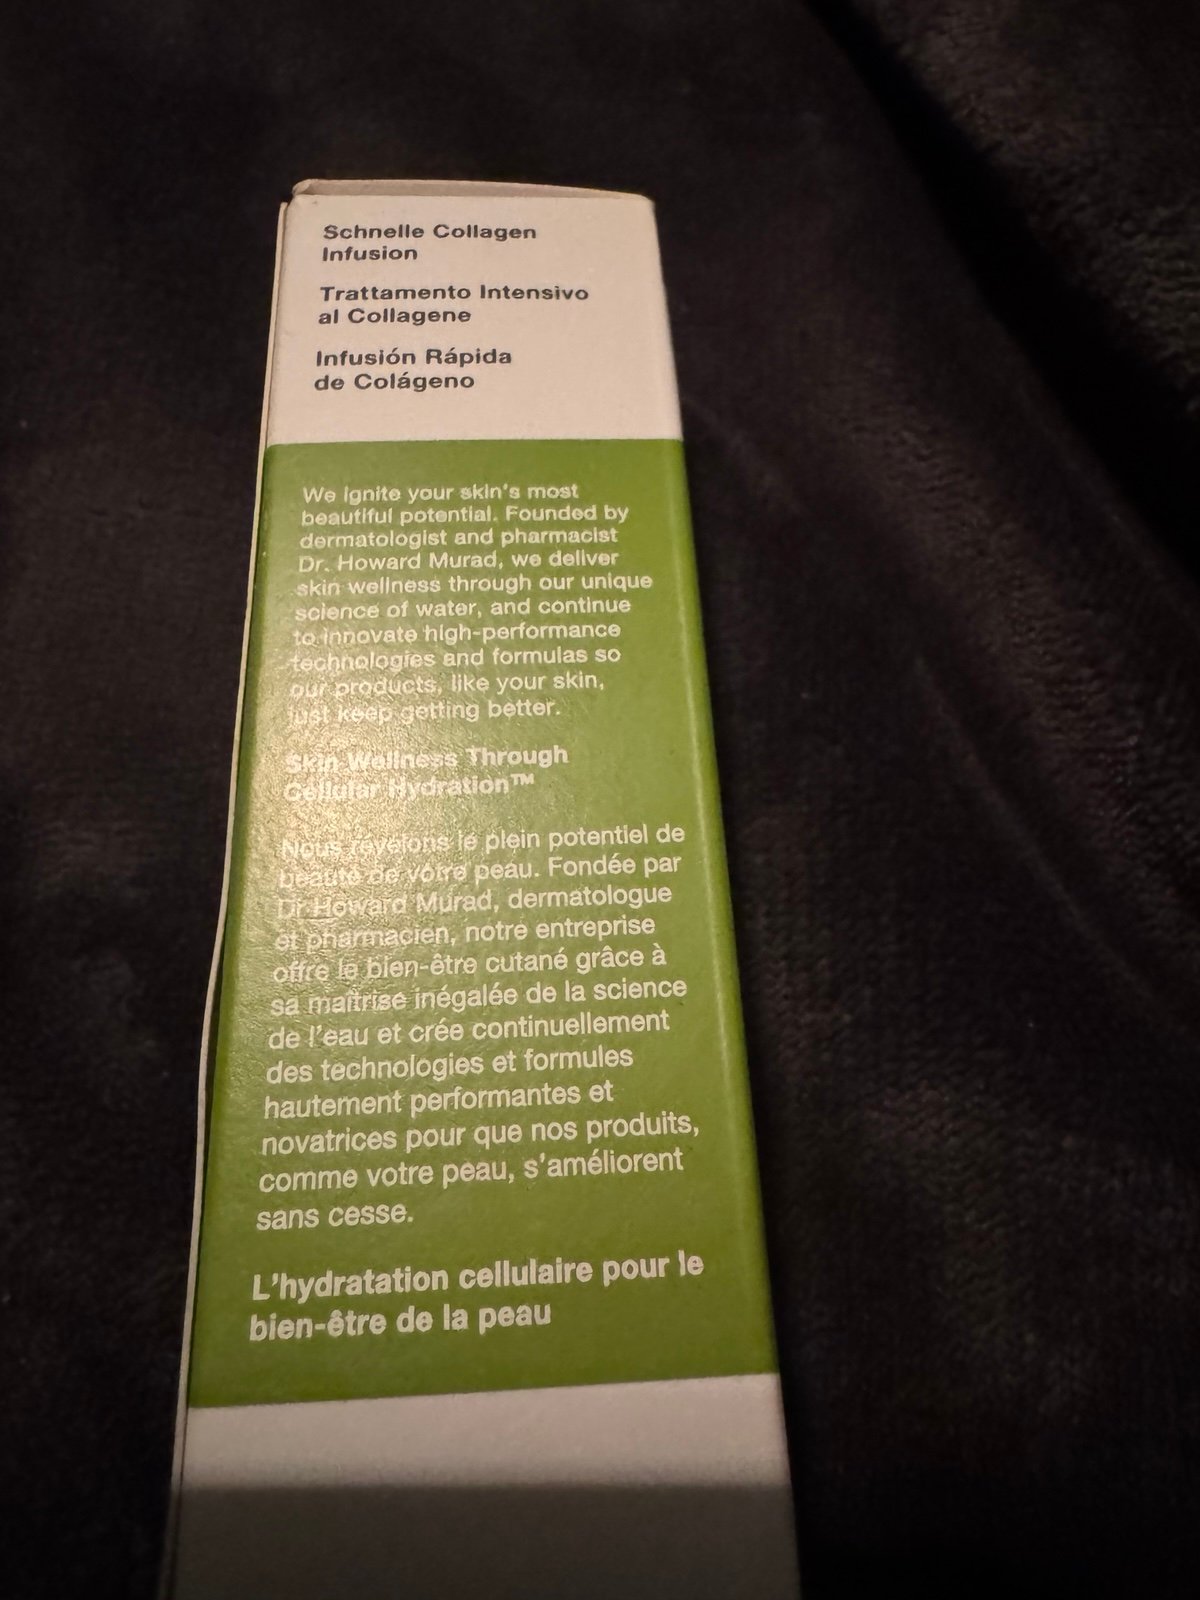 Schnelle Collagen
Infusion
Trattamento Intensivo
al Collagene
Infusión Rápida
de Colágeno
We ignite your skin's most
beautiful potential. Founded by
dermatologist and pharmacist
Dr. Howard Murad, we deliver
skin wellness through our unique
science of water, and continue
to innovate high-performance
technologies and formulas so
our products, like your skin,
just keep getting better.
Skin Wellness Through
Cellular Hydration™
Nous révélons le plein potentiel de
beauté de votre peau. Fondée par
Dr Howard Murad, dermatologue
et pharmacien, notre entreprise
offre le bien-être cutané grâce à
sa maîtrise inégalée de la science
de l'eau et crée continuellement
des technologies et formules
hautement performantes et
novatrices pour que nos produits,
comme votre peau, s'améliorent
sans cesse.
L'hydratation cellulaire pour le
bien-être de la peau